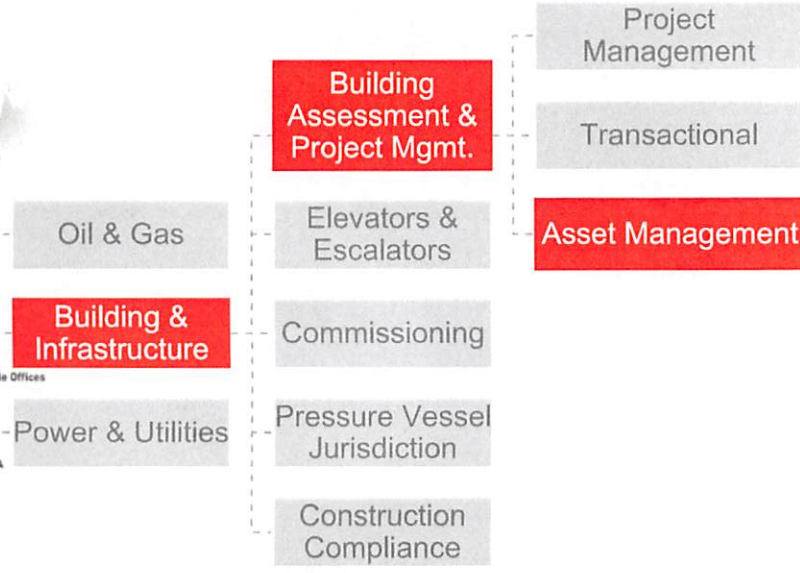 Project
Management
Building
Assessment &
Project Mgmt.
Transactional
Oil & Gas
Elevators &
Escalators
Asset Management
Building &
Infrastructure
Commissioning
Offices
Power & Utilities
Pressure Vessel
Jurisdiction
Construction
Compliance